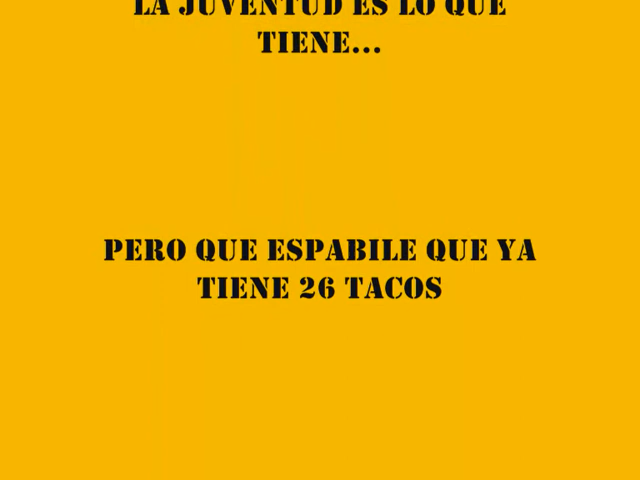 LA JUVENTUD ES LO QUE
TIENE...
PERO QUE ESPABILE QUE YA
TIENE 26 TACOS